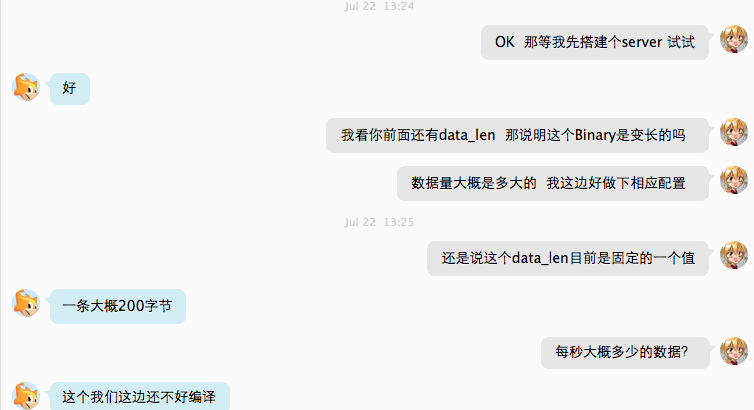 Jul 22 13:24
OK 那等我先搭建个server 试试
好
我看你前面还有data_len 那说明这个Binary是变长的吗
数据量大概是多大的 我这边好做下相应配置
Jul 22 13:25
还是说这个data_len目前是固定的一个值
一条大概200字节
每秒大概多少的数据?
这个我们这边还不好编译